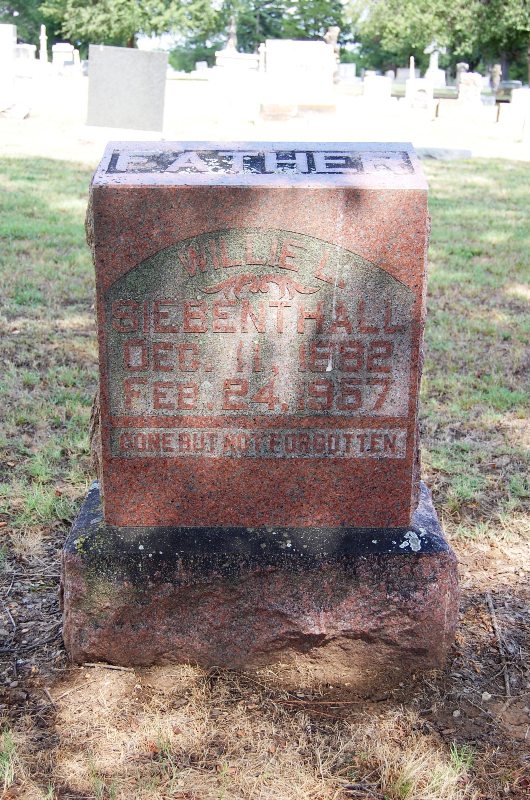 FATHER
WILLIE L.
SIEBENTHALL
DEC. 11, 1882
FEB. 24, 1957
GONE BUT NOT FORGOTTEN